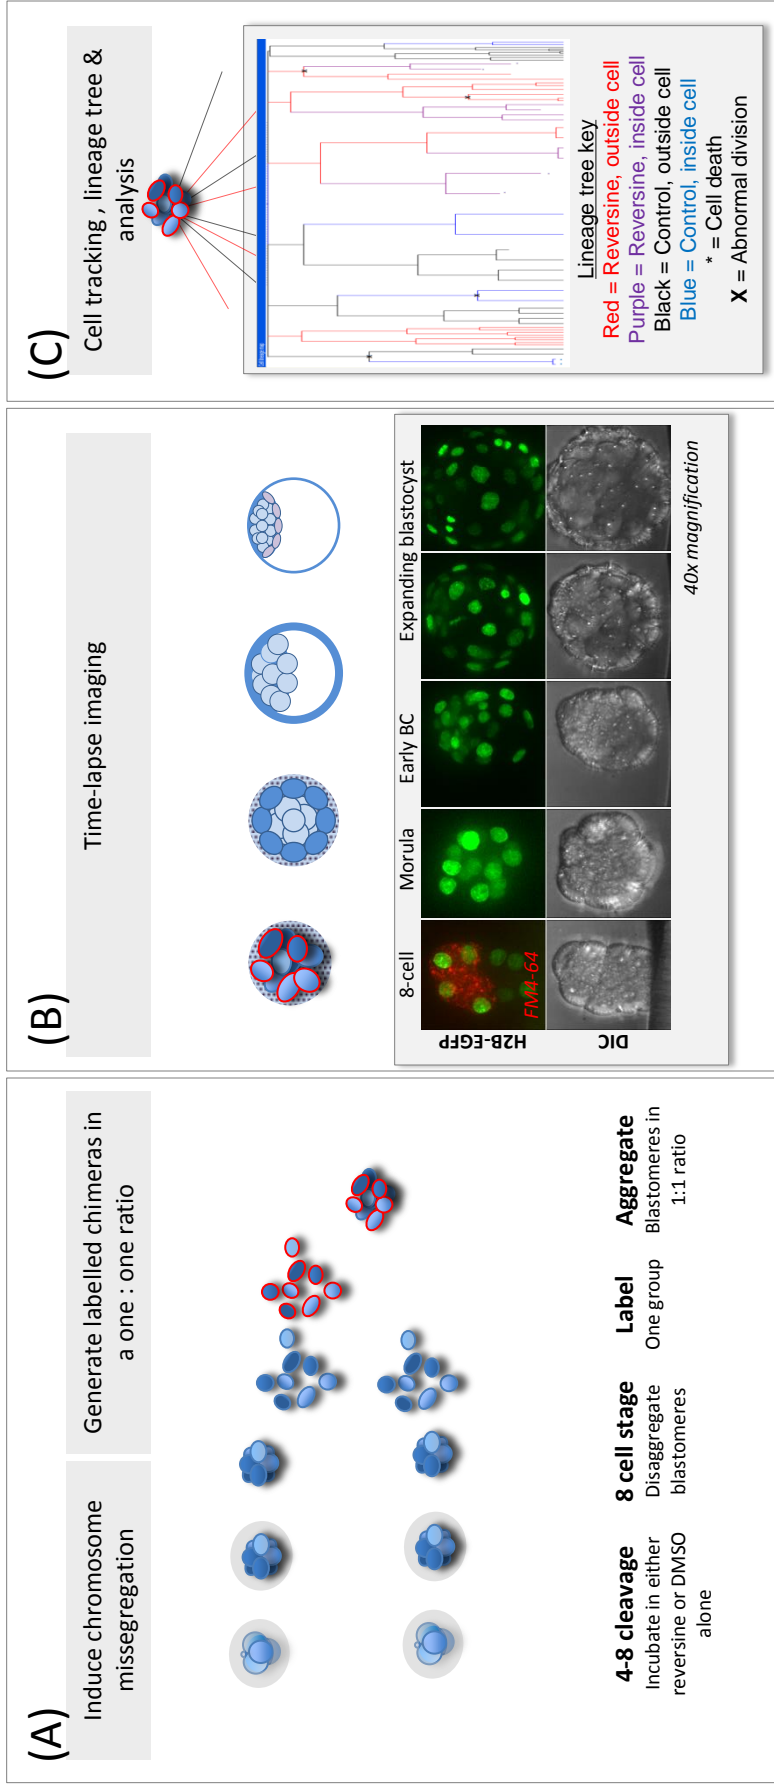 (A)
Induce chromosome
missegregation
Generate labelled chimeras in
a one : one ratio
4-8 cleavage
Incubate in either
reversine or DMSO
alone
8 cell stage
Disaggregate
blastomeres
Label
One group
Aggregate
Blastomeres in
1:1 ratio
(B)
Time-lapse imaging
8-cell
Morula
Early BC
Expanding blastocyst
H2B-EGFP
FM4-64
DIC
40x magnification
(C)
Cell tracking , lineage tree &
analysis
Lineage tree key
Red = Reversine, outside cell
Purple = Reversine, inside cell
Black = Control, outside cell
Blue = Control, inside cell
* = Cell death
X = Abnormal division